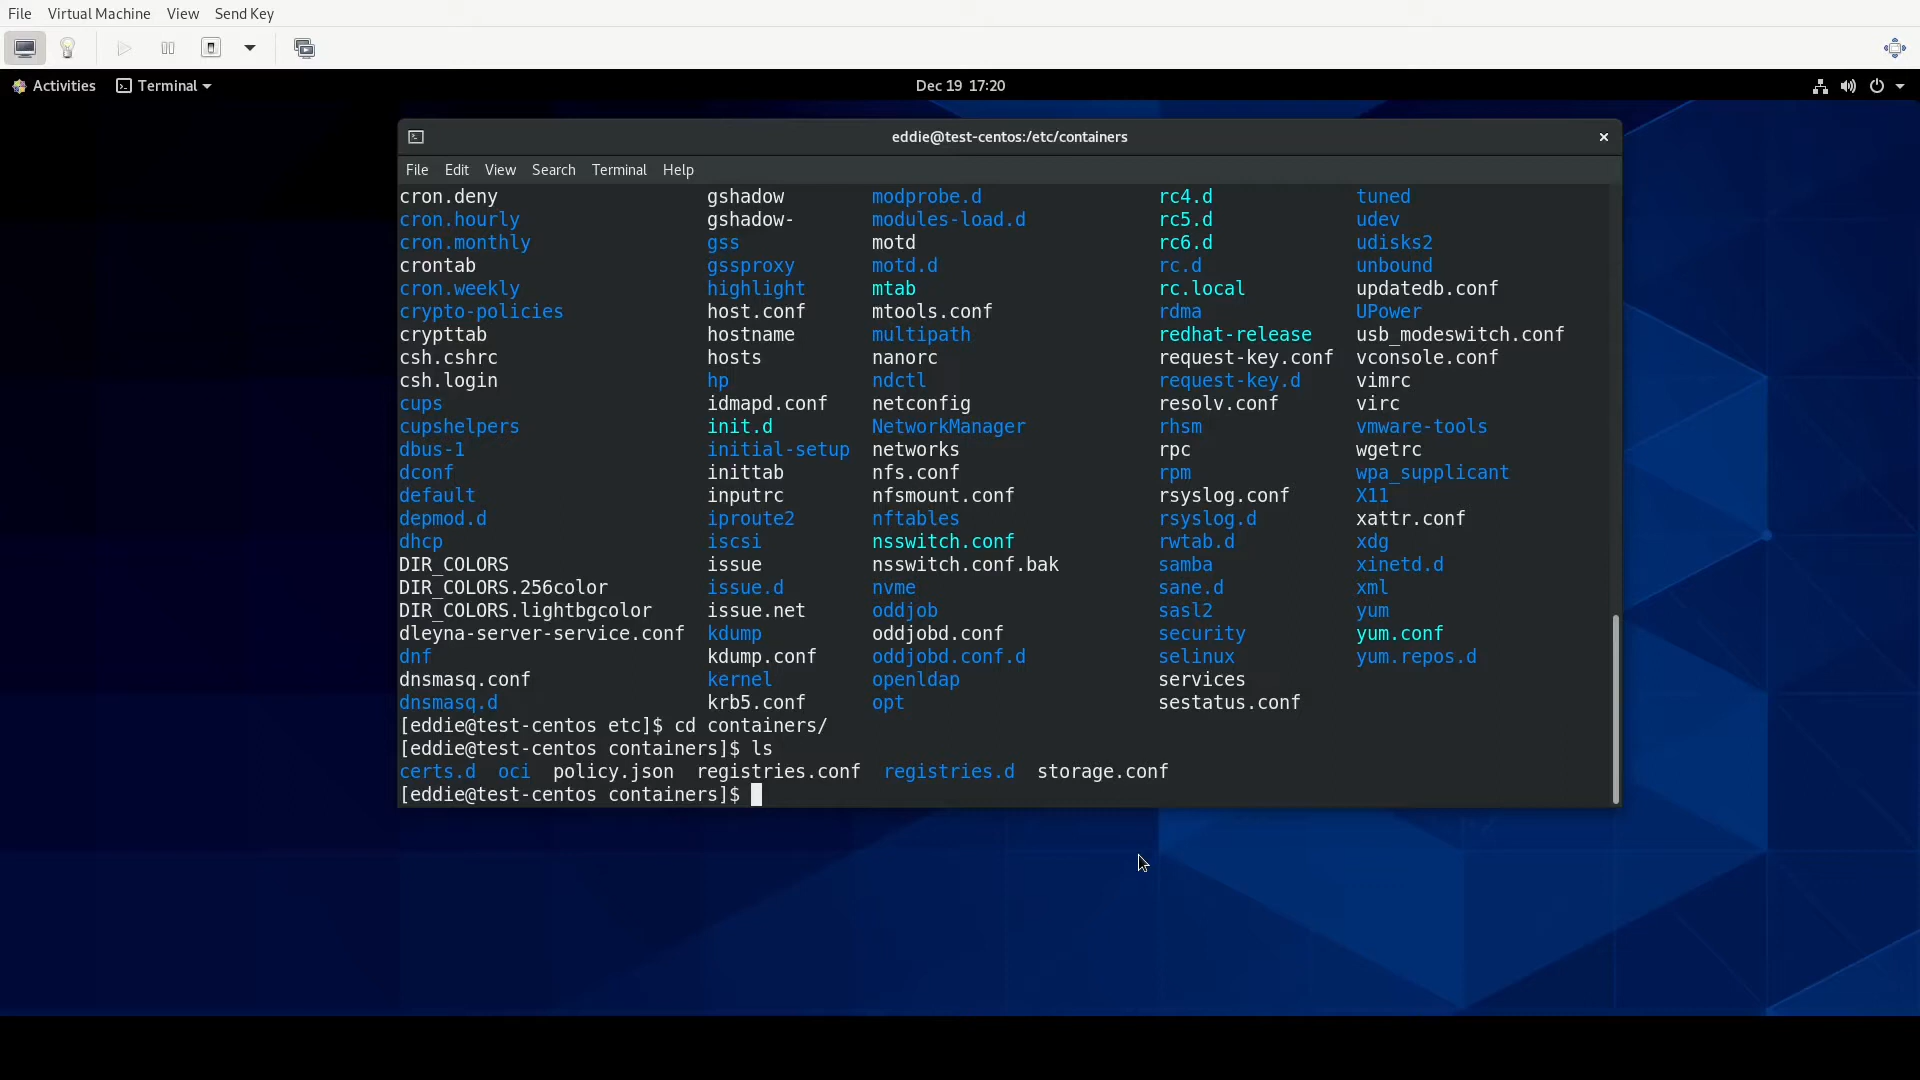 File Virtual Machine View Send Key
Activities Terminal Dec 19 17:20
eddie@test-centos:/etc/containers
File Edit View Search Terminal Help
cron.deny gshadow modprobe.d rc4.d tuned
cron.hourly gshadow- modules-load.d rc5.d udev
cron.monthly gss motd rc6.d udisks2
crontab gssproxy motd.d rc.d unbound
cron.weekly highlight mtab rc.local updatedb.conf
crypto-policies host.conf mtools.conf rdma UPower
crypttab hostname multipath redhat-release usb_modeswitch.conf
csh.cshrc hosts nanorc request-key.conf vconsole.conf
csh.login hp ndctl request-key.d vimrc
cups idmapd.conf netconfig resolv.conf virc
cupshelpers init.d NetworkManager rhsm vmware-tools
dbus-1 initial-setup networks rpc wgetrc
dconf inittab nfs.conf rpm wpa_supplicant
default inputrc nfsmount.conf rsyslog.conf X11
depmod.d iproute2 nftables rsyslog.d xattr.conf
dhcp iscsi nsswitch.conf rwtab.d xdg
DIR_COLORS issue nsswitch.conf.bak samba xinetd.d
DIR_COLORS.256color issue.d nvme sane.d xml
DIR_COLORS.lightbgcolor issue.net oddjob sasl2 yum
dleyna-server-service.conf kdump oddjobd.conf security yum.conf
dnf kdump.conf oddjobd.conf.d selinux yum.repos.d
dnsmasq.conf kernel openldap services
dnsmasq.d krb5.conf opt sestatus.conf
[eddie@test-centos etc]$ cd containers/
[eddie@test-centos containers]$ ls
certs.d oci policy.json registries.conf registries.d storage.conf
[eddie@test-centos containers]$